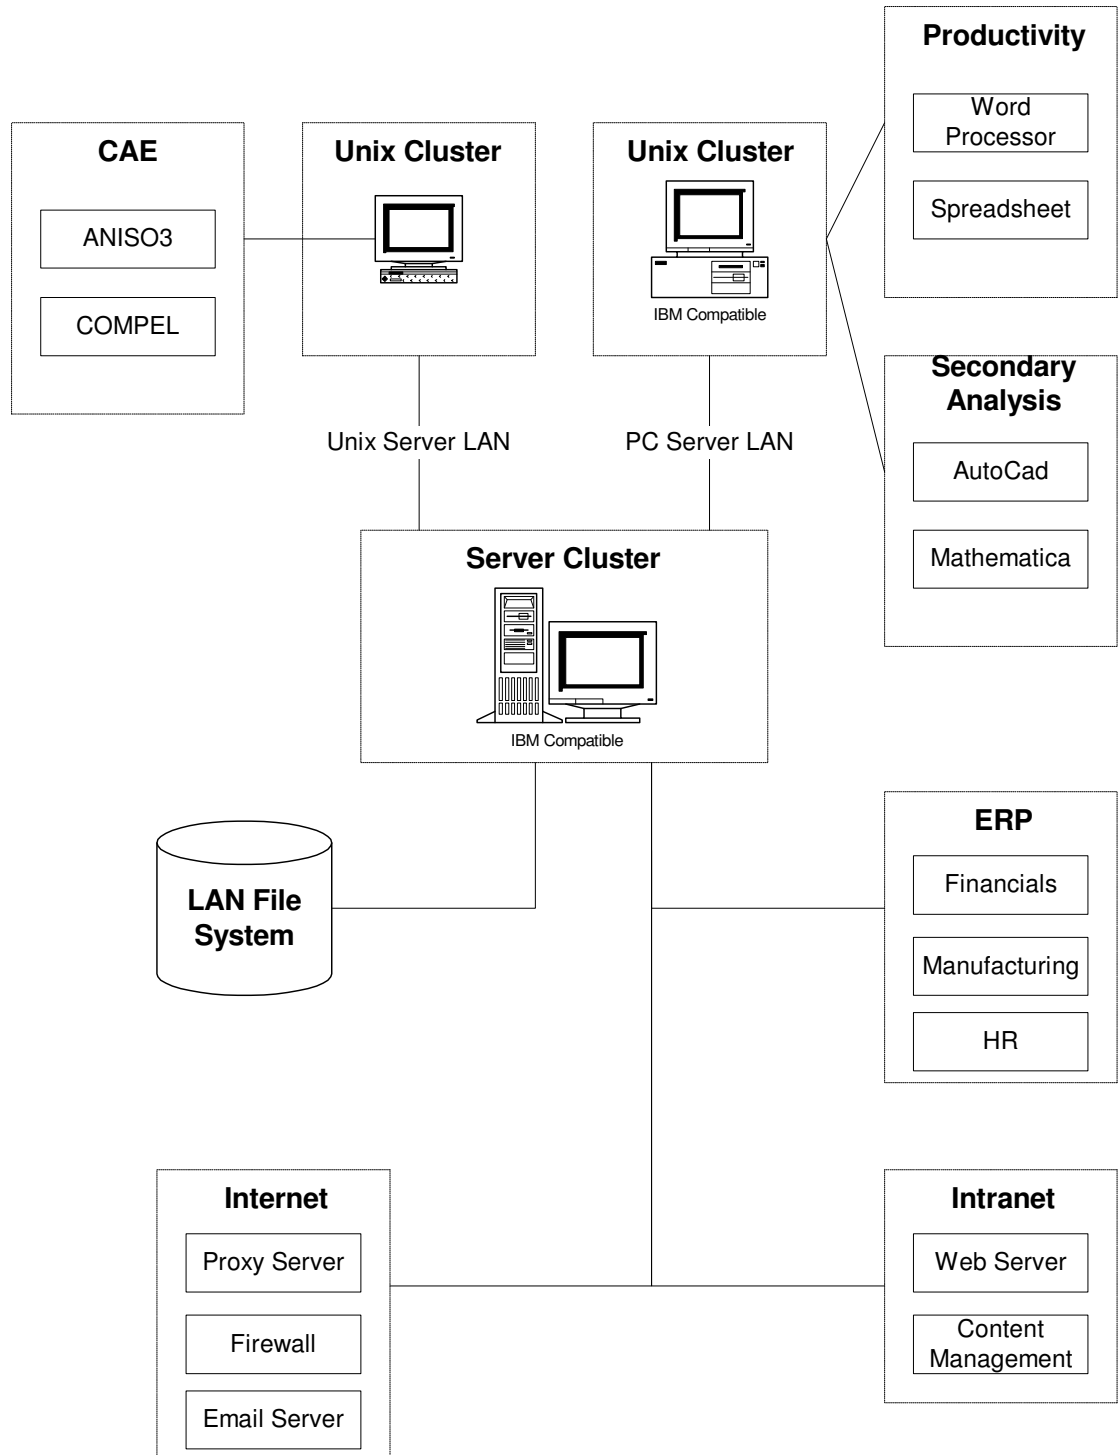 Productivity
Word
Processor
Spreadsheet
CAE
ANISO3
COMPEL
Unix Cluster
Unix Cluster
IBM Compatible
Secondary
Analysis
AutoCad
Mathematica
Unix Server LAN
PC Server LAN
Server Cluster
IBM Compatible
LAN File
System
ERP
Financials
Manufacturing
HR
Internet
Proxy Server
Firewall
Email Server
Intranet
Web Server
Content
Management